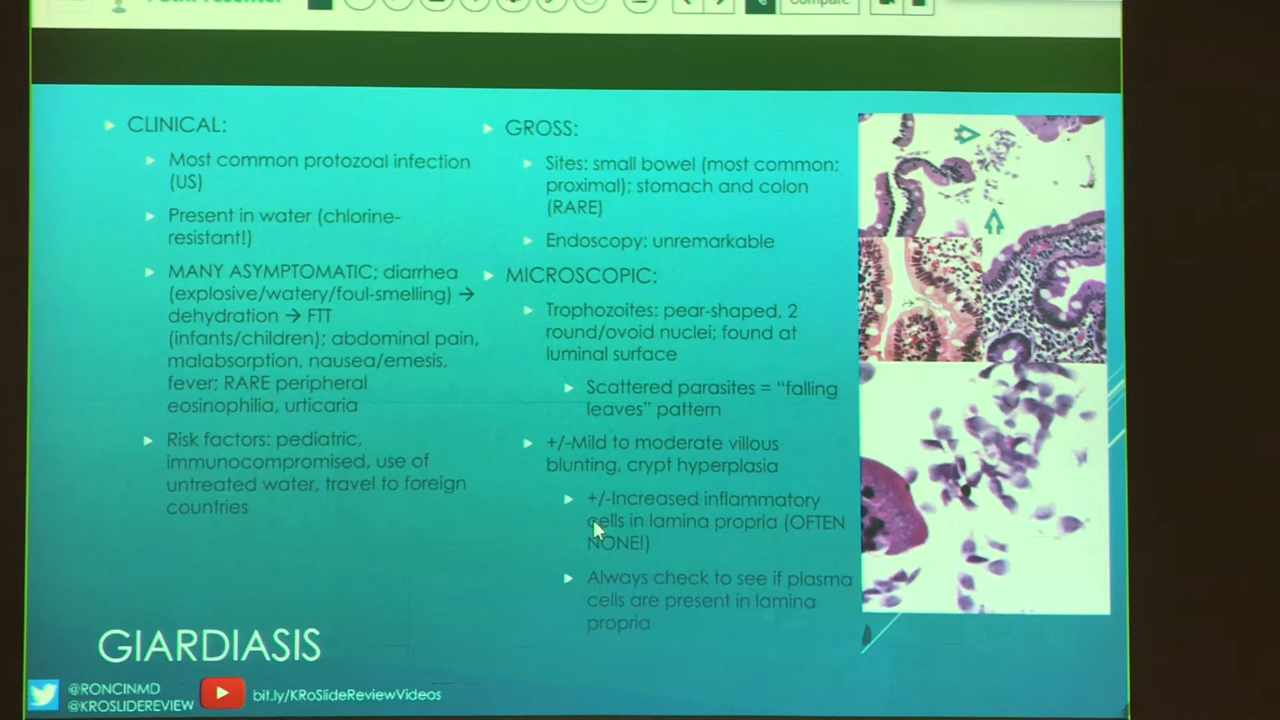 Compare
CLINICAL:
Most common protozoal infection
(US)
Present in water (chlorine-
resistant!)
MANY ASYMPTOMATIC; diarrhea
(explosive/watery/foul-smelling) →
dehydration → FTT
(infants/children); abdominal pain,
malabsorption, nausea/emesis,
fever; RARE peripheral
eosinophilia, urticaria
Risk factors: pediatric,
immunocompromised, use of
untreated water, travel to foreign
countries
GROSS:
Sites: small bowel (most common;
proximal); stomach and colon
(RARE)
Endoscopy: unremarkable
MICROSCOPIC:
Trophozoites: pear-shaped, 2
round/ovoid nuclei; found at
luminal surface
Scattered parasites = “falling
leaves” pattern
+/-Mild to moderate villous
blunting, crypt hyperplasia
+/-Increased inflammatory
cells in lamina propria (OFTEN
NONE!)
Always check to see if plasma
cells are present in lamina
propria
GIARDIASIS
@RONCINMD
@KROSLIDEREVIEW
bit.ly/KRoSlideReviewVideos